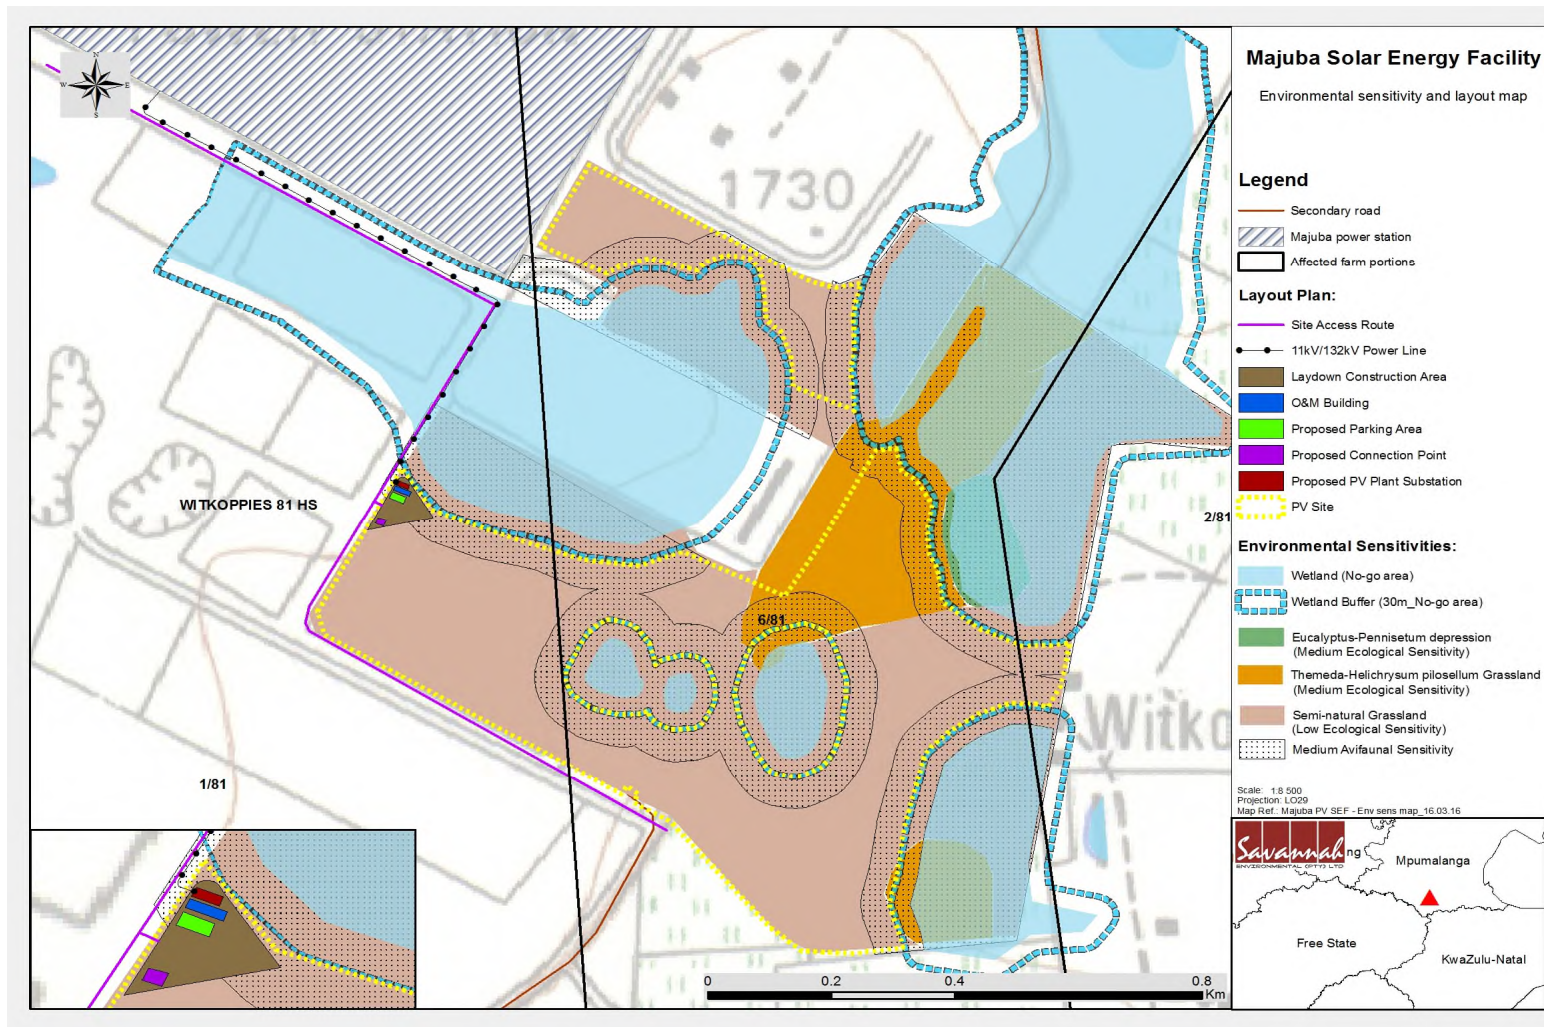 Majuba Solar Energy Facility
Environmental sensitivity and layout map
Legend
Secondary road
Majuba power station
Affected farm portions
Layout Plan:
Site Access Route
11kV/132kV Power Line
Laydown Construction Area
O&M Building
Proposed Parking Area
Proposed Connection Point
Proposed PV Plant Substation
PV Site
Environmental Sensitivities:
Wetland (No-go area)
Wetland Buffer (30m_No-go area)
Eucalyptus-Pennisetum depression
(Medium Ecological Sensitivity)
Themeda-Helichrysum pilosellum Grassland
(Medium Ecological Sensitivity)
Semi-natural Grassland
(Low Ecological Sensitivity)
Medium Avifaunal Sensitivity
Scale: 1:8 500
Projection: LO29
Map Ref.: Majuba PV SEF - Env sens map_16.03.16
Savannah
ENVIRONMENTAL (PTY) LTD
ng
Mpumalanga
Free State
KwaZulu-Natal
N
W
E
S
1730
WITKOPPIES 81 HS
2/81
6/81
Witko
1/81
0
0.2
0.4
0.8
Km